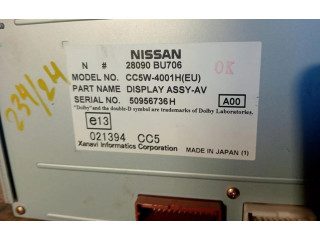 NISSAN
N # 28090 BU706
OK
MODEL NO. CC5W-4001H(EU)
PART NAME DISPLAY ASSY-AV
SERIAL NO. 50956736H A00
"Dolby" and the double-D symbol are trademarks of Dolby Laboratories.
e13
021394 CC5
Xanavi Informatics Corporation MADE IN JAPAN (1)
234/24